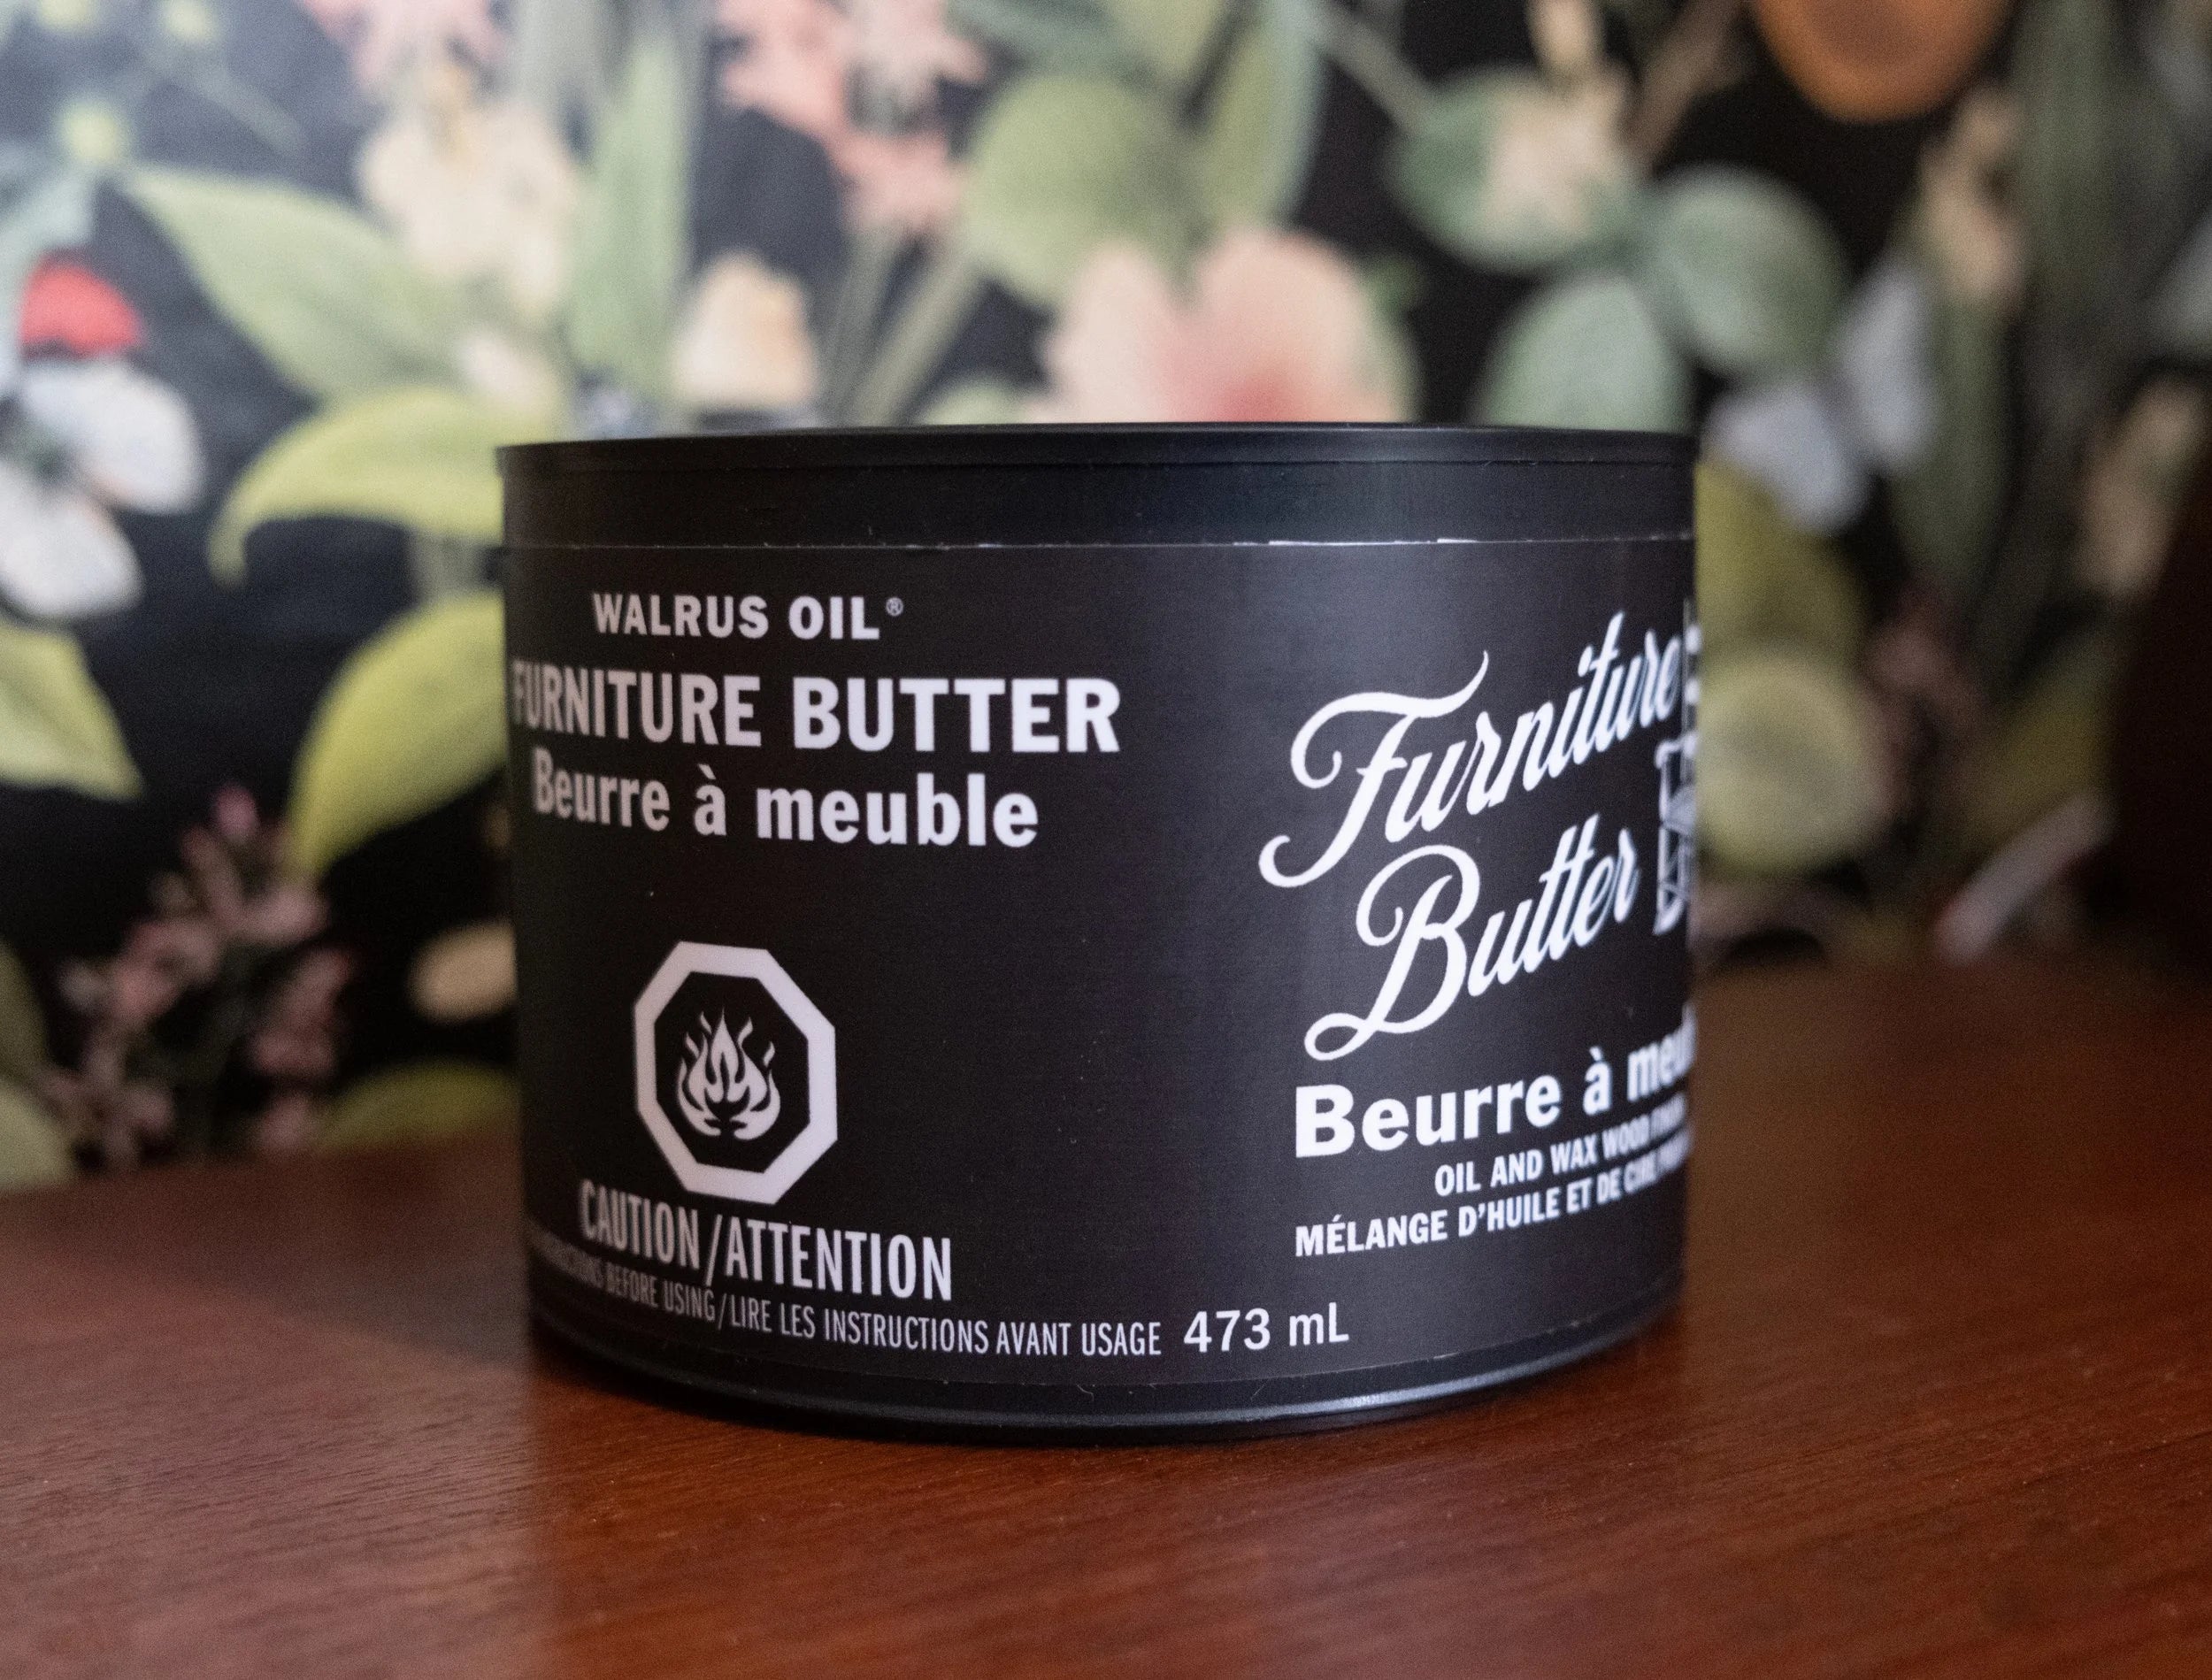 WALRUS OIL®
FURNITURE BUTTER
Beurre à meuble
CAUTION/ATTENTION
BEFORE USING/LIRE LES INSTRUCTIONS AVANT USAGE
473 mL
Furniture
Butter
Beurre à
OIL AND WAX WOOD
MÉLANGE D'HUILE ET DE